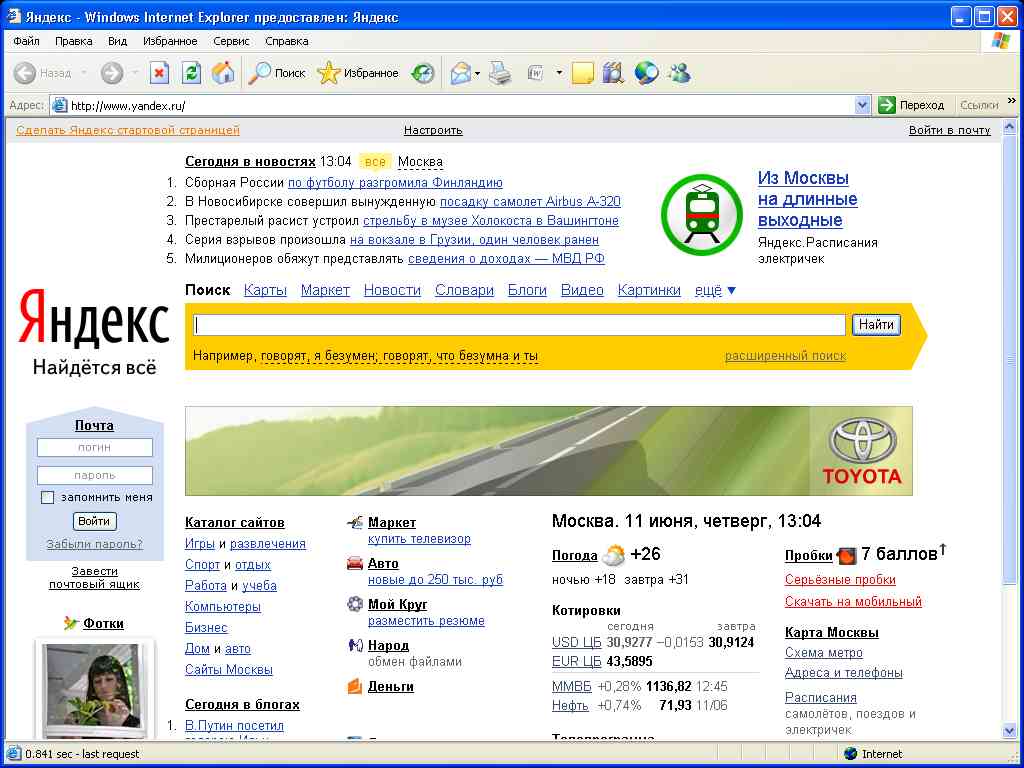 Яндекс - Windows Internet Explorer предоставлен: Яндекс
Файл Правка Вид Избранное Сервис Справка
Назад Поиск Избранное
Адрес: http://www.yandex.ru/ Переход Ссылки »
Сделать Яндекс стартовой страницей Настроить Войти в почту
Сегодня в новостях 13:04 все Москва
1. Сборная России по футболу разгромила Финляндию
2. В Новосибирске совершил вынужденную посадку самолет Airbus A-320
3. Престарелый расист устроил стрельбу в музее Холокоста в Вашингтоне
4. Серия взрывов произошла на вокзале в Грузии, один человек ранен
5. Милиционеров обяжут представлять сведения о доходах — МВД РФ
Из Москвы
на длинные
выходные
Яндекс.Расписания
электричек
Поиск Карты Маркет Новости Словари Блоги Видео Картинки ещё ▼
Яндекс
Найдётся всё
Найти
Например, говорят, я безумен; говорят, что безумна и ты расширенный поиск
Почта
логин
пароль
запомнить меня
Войти
Забыли пароль?
Завести
почтовый ящик
Фотки
TOYOTA
Каталог сайтов
Игры и развлечения
Спорт и отдых
Работа и учеба
Компьютеры
Бизнес
Дом и авто
Сайты Москвы
Сегодня в блогах
1. В.Путин посетил
Маркет
купить телевизор
Авто
новые до 250 тыс. руб
Мой Круг
разместить резюме
Народ
обмен файлами
Деньги
Москва. 11 июня, четверг, 13:04
Погода +26
ночью +18 завтра +31
Котировки
сегодня завтра
USD ЦБ 30,9277 −0,0153 30,9124
EUR ЦБ 43,5895
ММВБ +0,28% 1136,82 12:45
Нефть +0,74% 71,93 11/06
Телепрограмма
Пробки 7 баллов↑
Серьёзные пробки
Скачать на мобильный
Карта Москвы
Схема метро
Адреса и телефоны
Расписания
самолётов, поездов и
электричек
0.841 sec - last request Internet